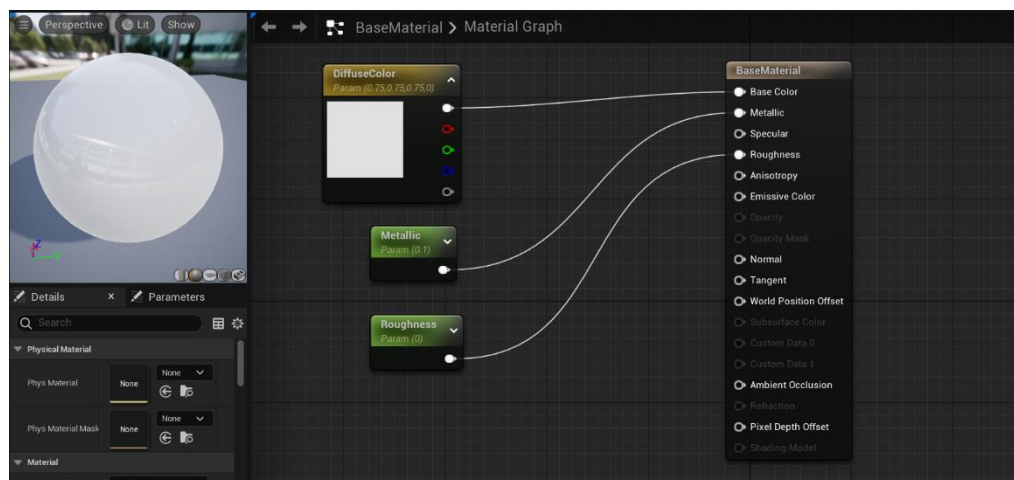 Perspective
Lit
Show
BaseMaterial
Material Graph
DiffuseColor
Param (0.75,0.75,0.75,0)
Metallic
Param (0.1)
Roughness
Param (0)
BaseMaterial
Base Color
Metallic
Specular
Roughness
Anisotropy
Emissive Color
Opacity
Opacity Mask
Normal
Tangent
World Position Offset
Subsurface Color
Custom Data 0
Custom Data 1
Ambient Occlusion
Refraction
Pixel Depth Offset
Shading Model
Z
Y
Details
Parameters
Search
Physical Material
Phys Material
None
None
Phys Material Mask
None
None
Material